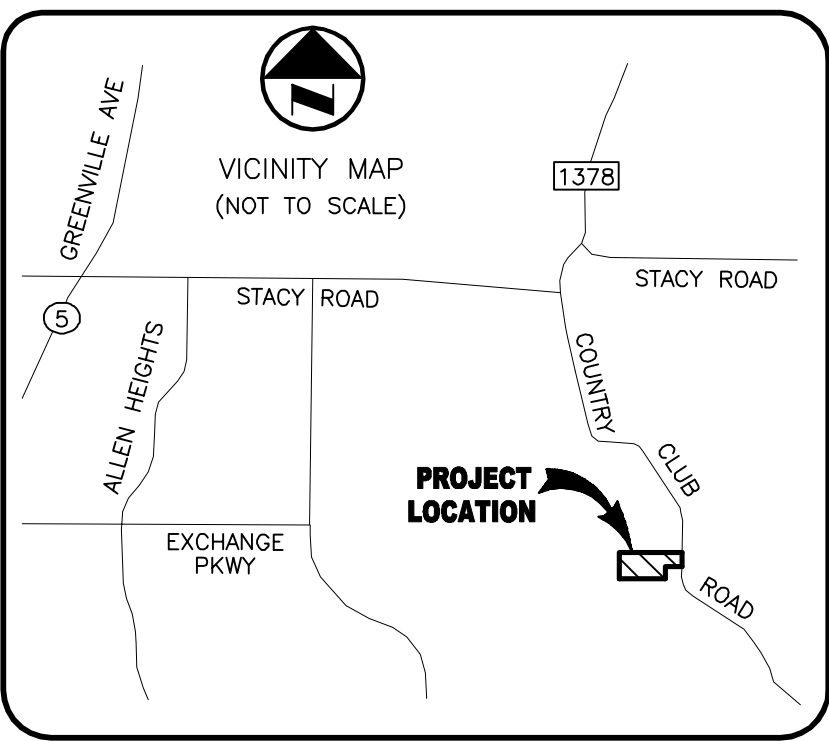 GREENVILLE AVE
N
VICINITY MAP
(NOT TO SCALE)
1378
STACY ROAD
STACY ROAD
5
ALLEN HEIGHTS
COUNTRY
CLUB
ROAD
PROJECT
LOCATION
EXCHANGE
PKWY